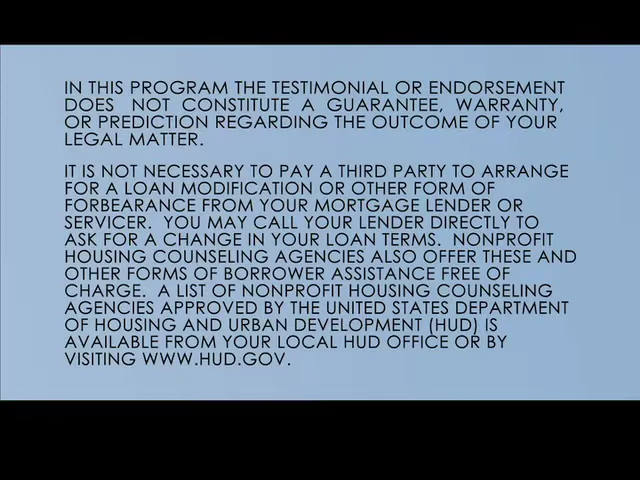 IN THIS PROGRAM THE TESTIMONIAL OR ENDORSEMENT
DOES NOT CONSTITUTE A GUARANTEE, WARRANTY,
OR PREDICTION REGARDING THE OUTCOME OF YOUR
LEGAL MATTER.
IT IS NOT NECESSARY TO PAY A THIRD PARTY TO ARRANGE
FOR A LOAN MODIFICATION OR OTHER FORM OF
FORBEARANCE FROM YOUR MORTGAGE LENDER OR
SERVICER. YOU MAY CALL YOUR LENDER DIRECTLY TO
ASK FOR A CHANGE IN YOUR LOAN TERMS. NONPROFIT
HOUSING COUNSELING AGENCIES ALSO OFFER THESE AND
OTHER FORMS OF BORROWER ASSISTANCE FREE OF
CHARGE. A LIST OF NONPROFIT HOUSING COUNSELING
AGENCIES APPROVED BY THE UNITED STATES DEPARTMENT
OF HOUSING AND URBAN DEVELOPMENT (HUD) IS
AVAILABLE FROM YOUR LOCAL HUD OFFICE OR BY
VISITING WWW.HUD.GOV.